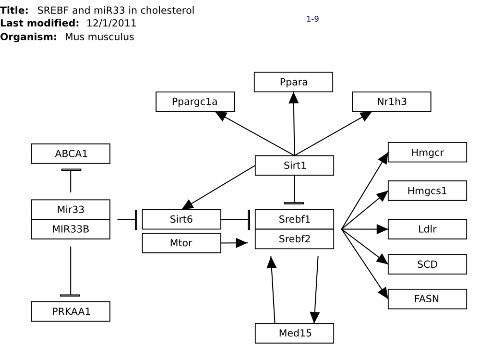 Title: SREBF and miR33 in cholesterol
Last modified: 12/1/2011
Organism: Mus musculus
1-9
Ppara
Ppargc1a
Nr1h3
ABCA1
Sirt1
Hmgcr
Hmgcs1
Mir33
MIR33B
Sirt6
Mtor
Srebf1
Srebf2
Ldlr
SCD
FASN
PRKAA1
Med15